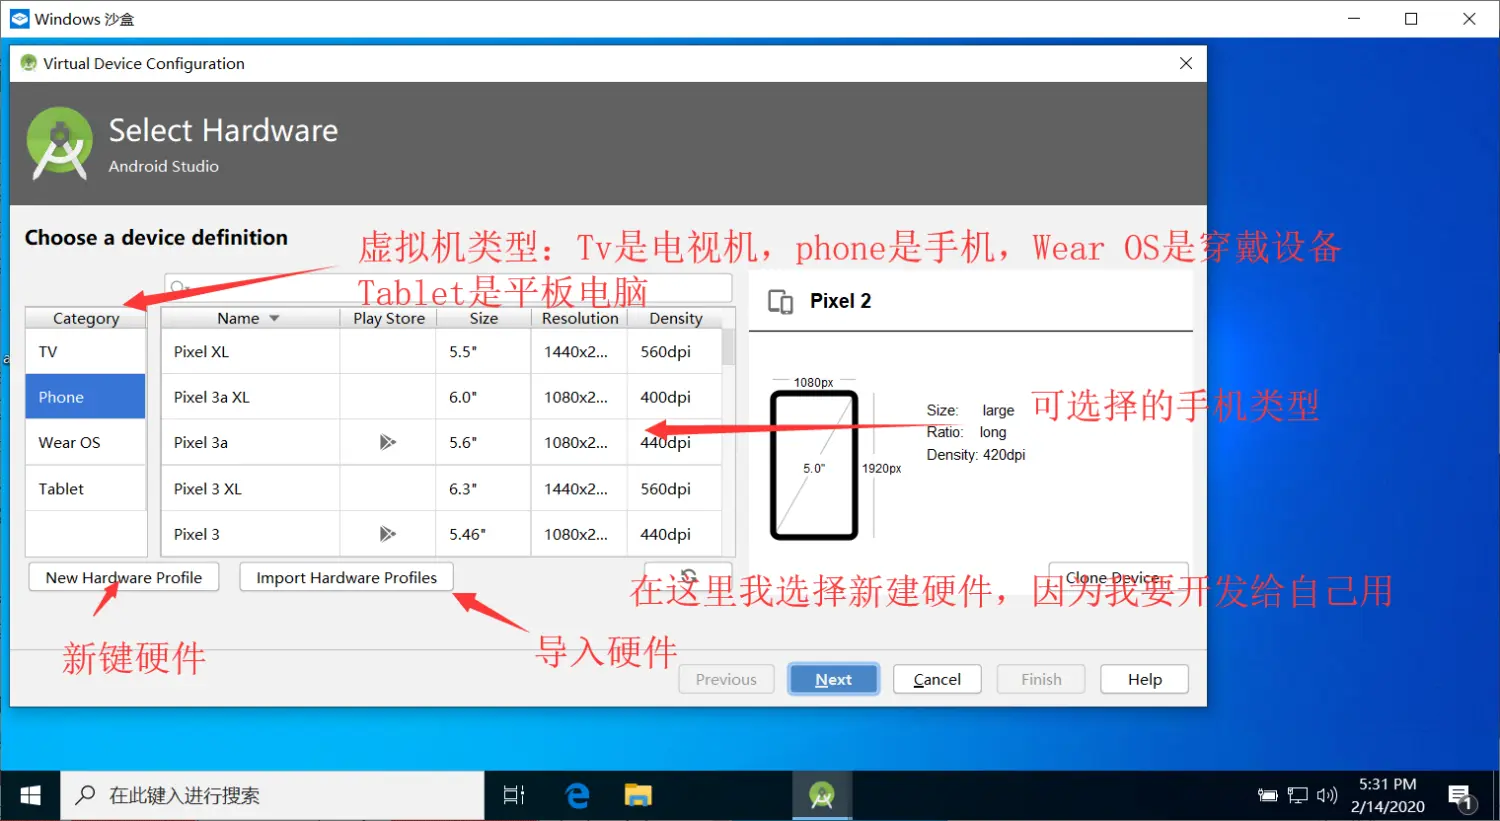 Windows 沙盒
Virtual Device Configuration
Select Hardware
Android Studio
Choose a device definition
虚拟机类型：Tv是电视机，phone是手机，Wear OS是穿戴设备
Tablet是平板电脑
Category
TV
Phone
Wear OS
Tablet
Name Play Store Size Resolution Density
Pixel XL 5.5" 1440x2... 560dpi
Pixel 3a XL 6.0" 1080x2... 400dpi
Pixel 3a 5.6" 1080x2... 440dpi
Pixel 3 XL 6.3" 1440x2... 560dpi
Pixel 3 5.46" 1080x2... 440dpi
Pixel 2
1080px
5.0"
1920px
Size: large
Ratio: long
Density: 420dpi
可选择的手机类型
New Hardware Profile
Import Hardware Profiles
Clone Device...
在这里我选择新建硬件，因为我要开发给自己用
新键硬件
导入硬件
Previous
Next
Cancel
Finish
Help
在此键入进行搜索
5:31 PM
2/14/2020
1